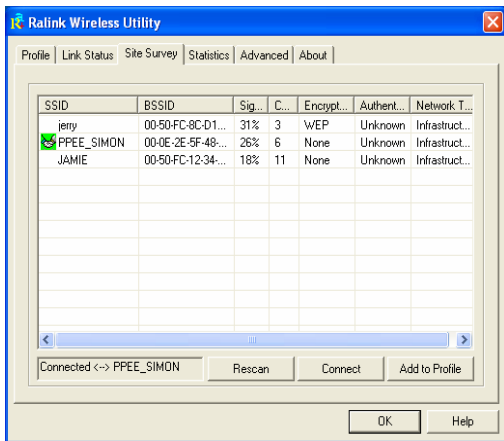 Ralink Wireless Utility
Profile Link Status Site Survey Statistics Advanced About
SSID BSSID Sig... C... Encrypt... Authent... Network T...
jerry 00-50-FC-8C-D1... 31% 3 WEP Unknown Infrastruct...
PPEE_SIMON 00-0E-2E-5F-48-... 26% 6 None Unknown Infrastruct...
JAMIE 00-50-FC-12-34-... 18% 11 None Unknown Infrastruct...
Connected <--> PPEE_SIMON Rescan Connect Add to Profile
OK Help